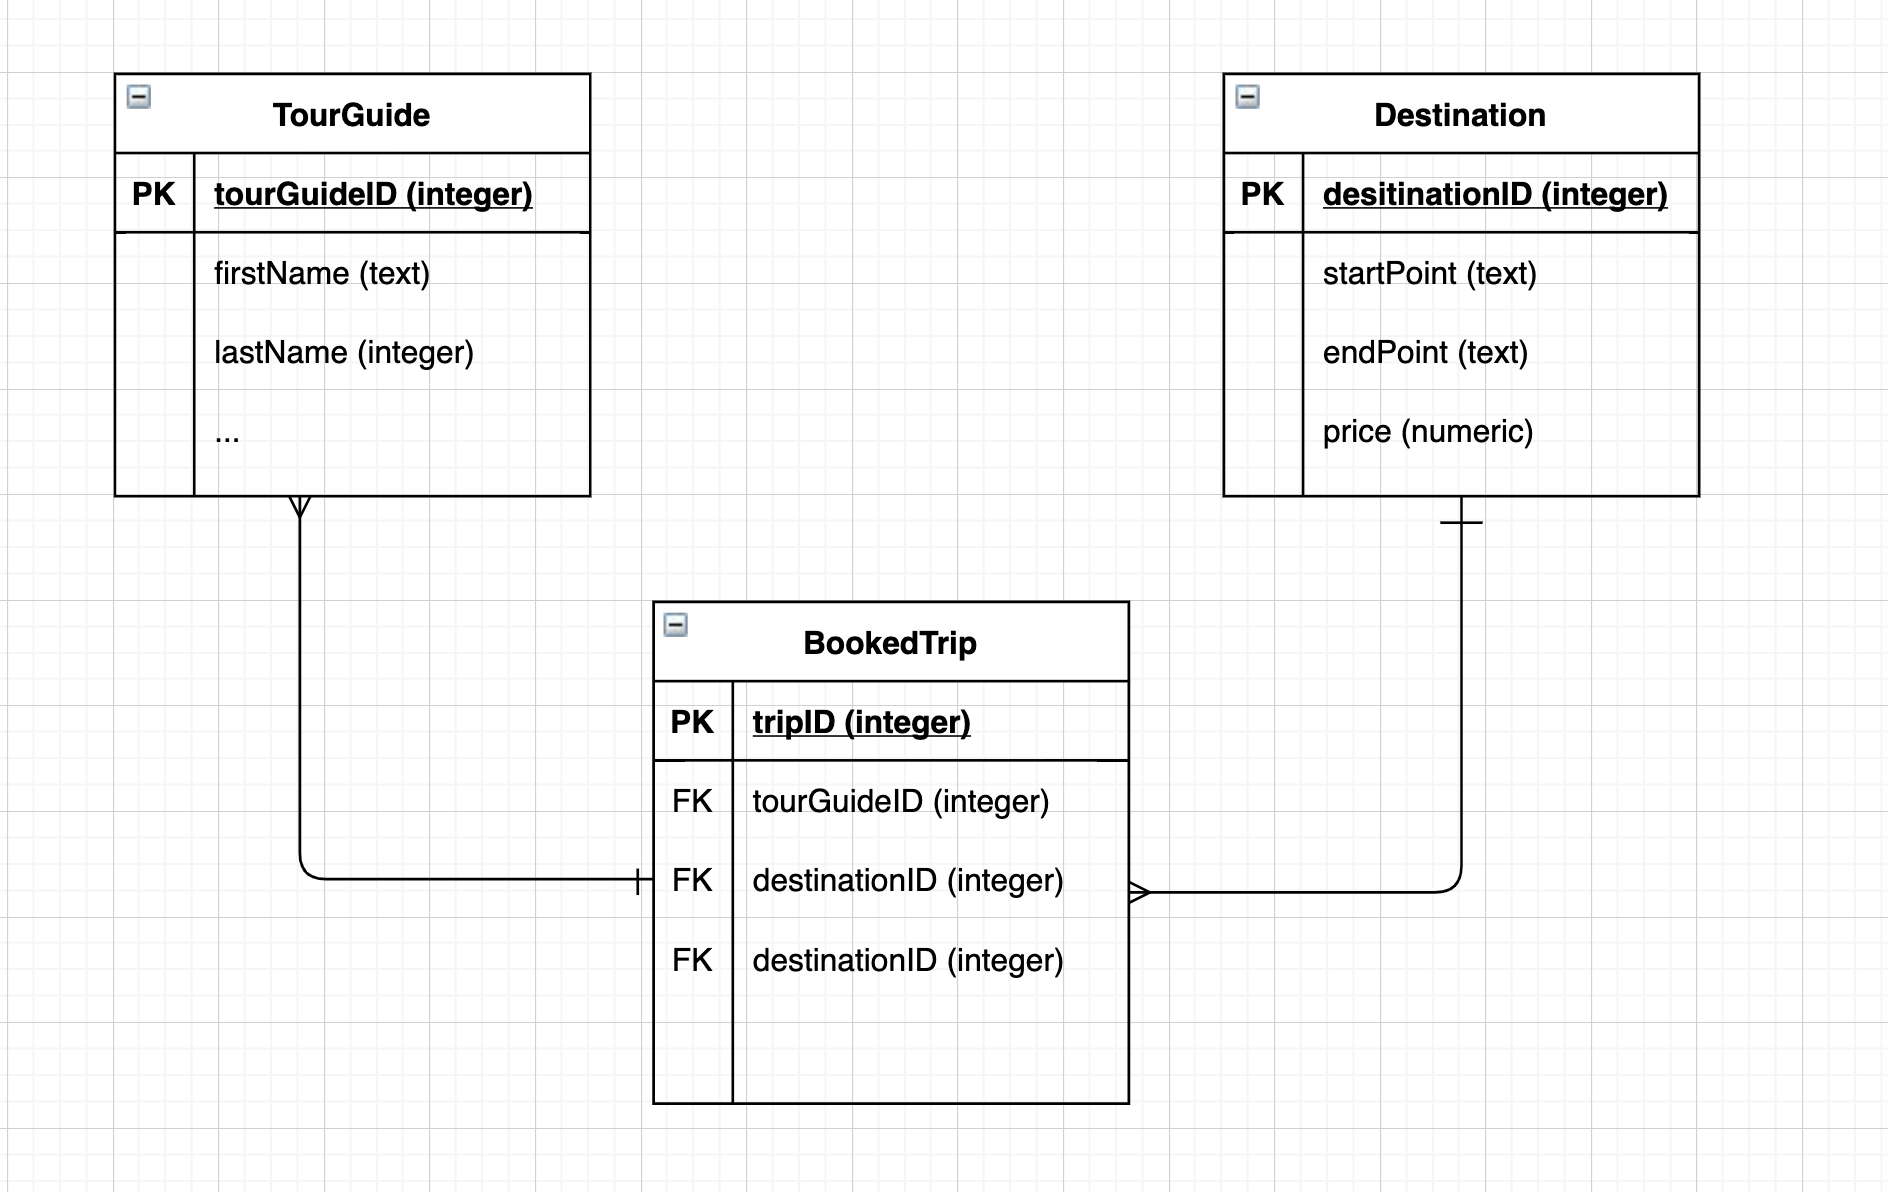 TourGuide
PK tourGuideID (integer)
firstName (text)
lastName (integer)
...
Destination
PK desitinationID (integer)
startPoint (text)
endPoint (text)
price (numeric)
BookedTrip
PK tripID (integer)
FK tourGuideID (integer)
FK destinationID (integer)
FK destinationID (integer)